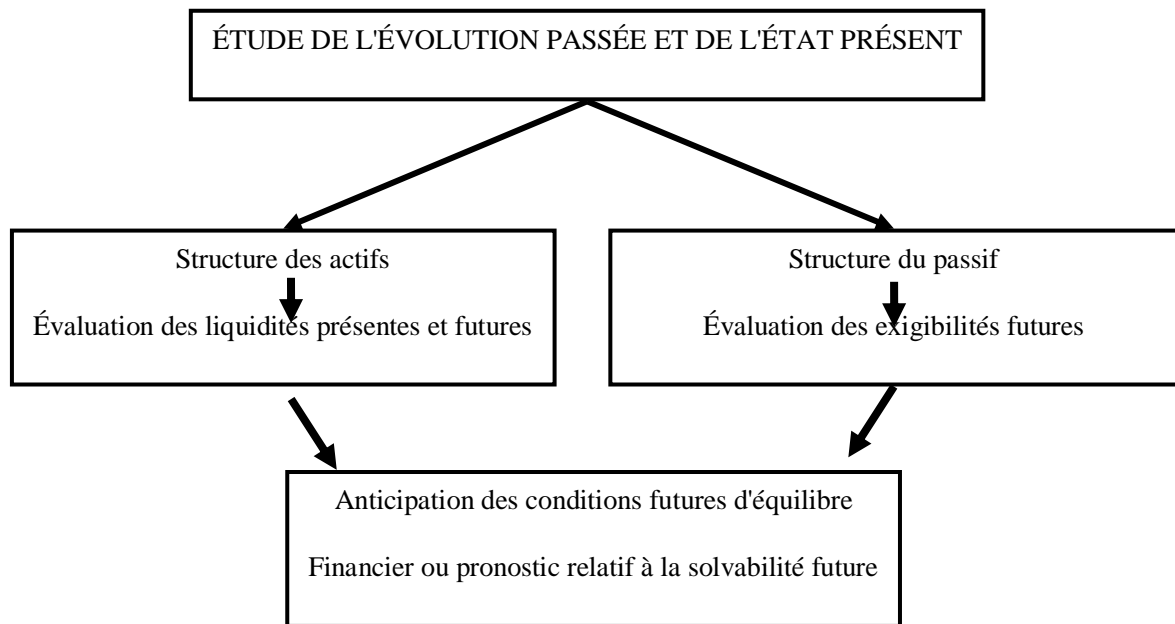 ÉTUDE DE L'ÉVOLUTION PASSÉE ET DE L'ÉTAT PRÉSENT
Structure des actifs
Évaluation des liquidités présentes et futures
Structure du passif
Évaluation des exigibilités futures
Anticipation des conditions futures d'équilibre
Financier ou pronostic relatif à la solvabilité future